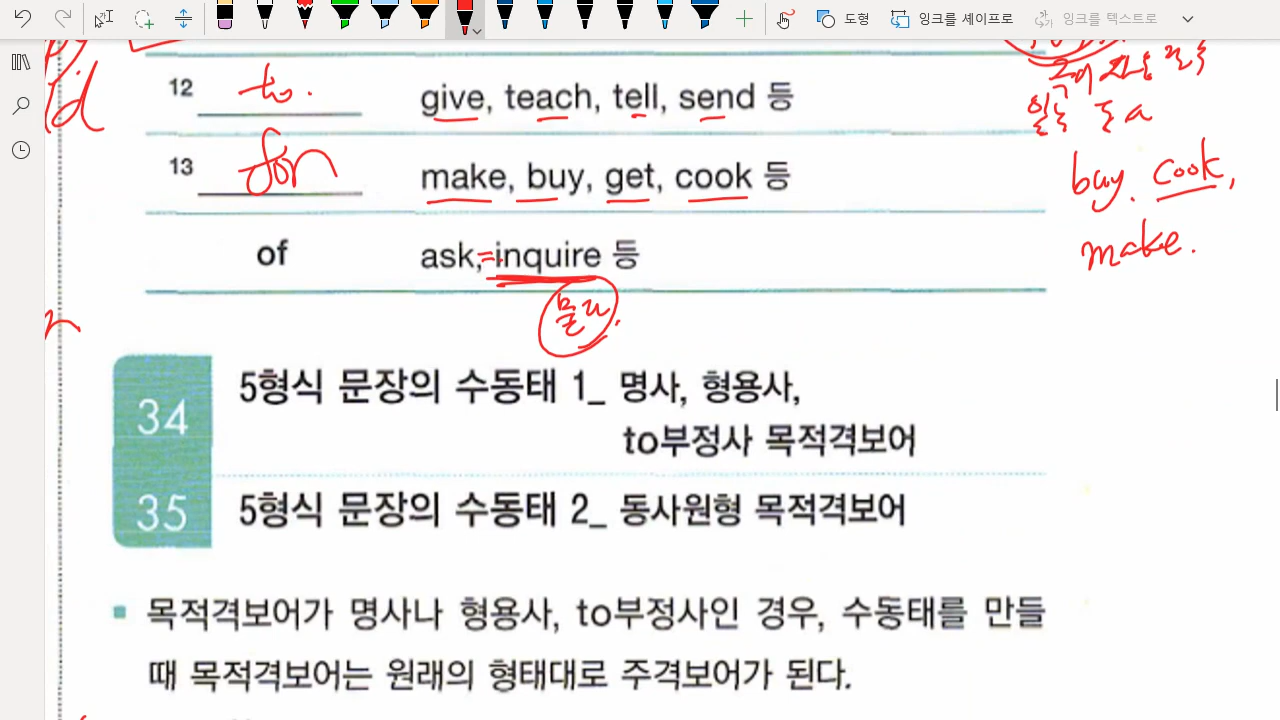 도형 잉크를 셰이프로 잉크를 텍스트로
12 to. give, teach, tell, send 등
13 for make, buy, get, cook 등
of ask,=inquire 등
묻다.
buy. cook,
make.
34 5형식 문장의 수동태 1_ 명사, 형용사,
to부정사 목적격보어
35 5형식 문장의 수동태 2_ 동사원형 목적격보어
목적격보어가 명사나 형용사, to부정사인 경우, 수동태를 만들
때 목적격보어는 원래의 형태대로 주격보어가 된다.